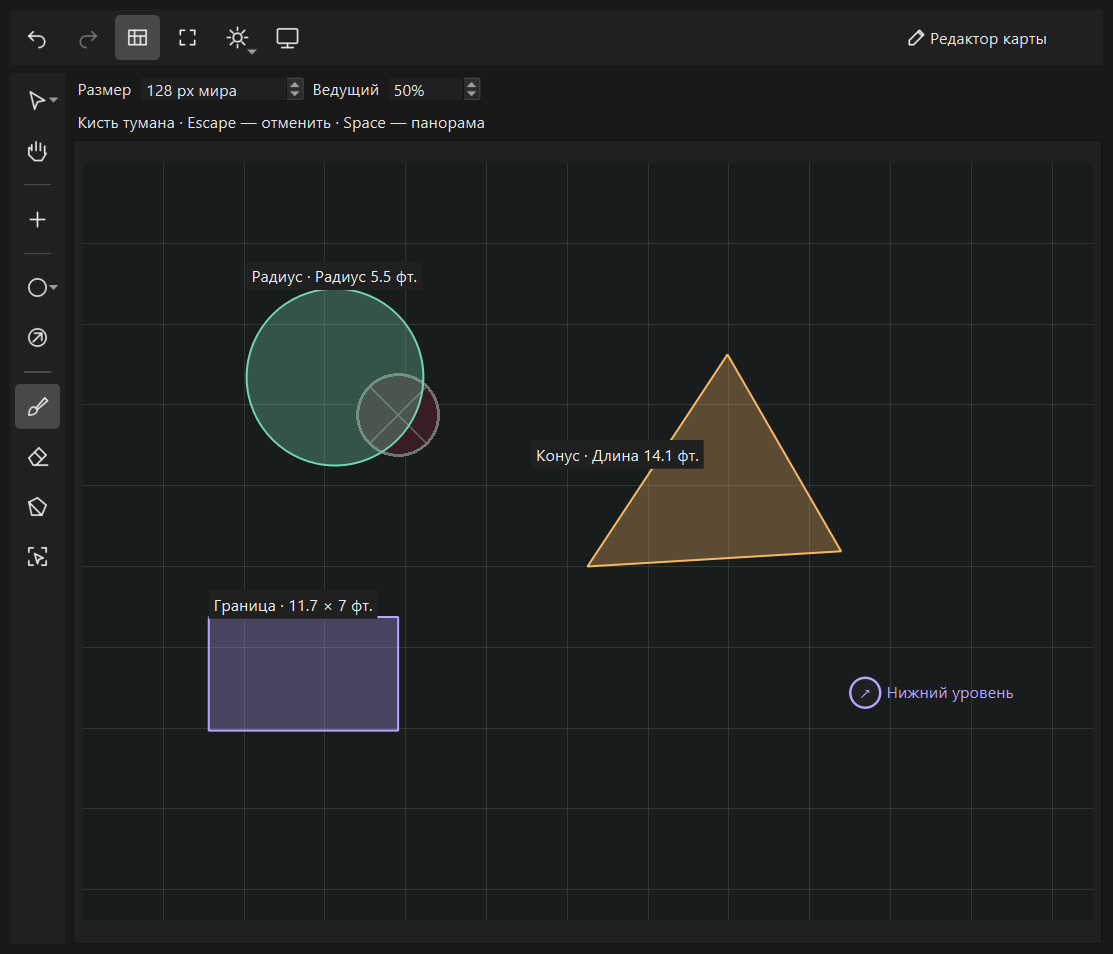 Редактор карты
Размер 128 px мира Ведущий 50%
Кисть тумана · Escape — отменить · Space — панорама
Радиус · Радиус 5.5 фт.
Конус · Длина 14.1 фт.
Граница · 11.7 × 7 фт.
Нижний уровень